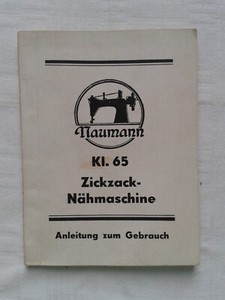 Naumann
Kl. 65
Zickzack-
Nähmaschine
Anleitung zum Gebrauch